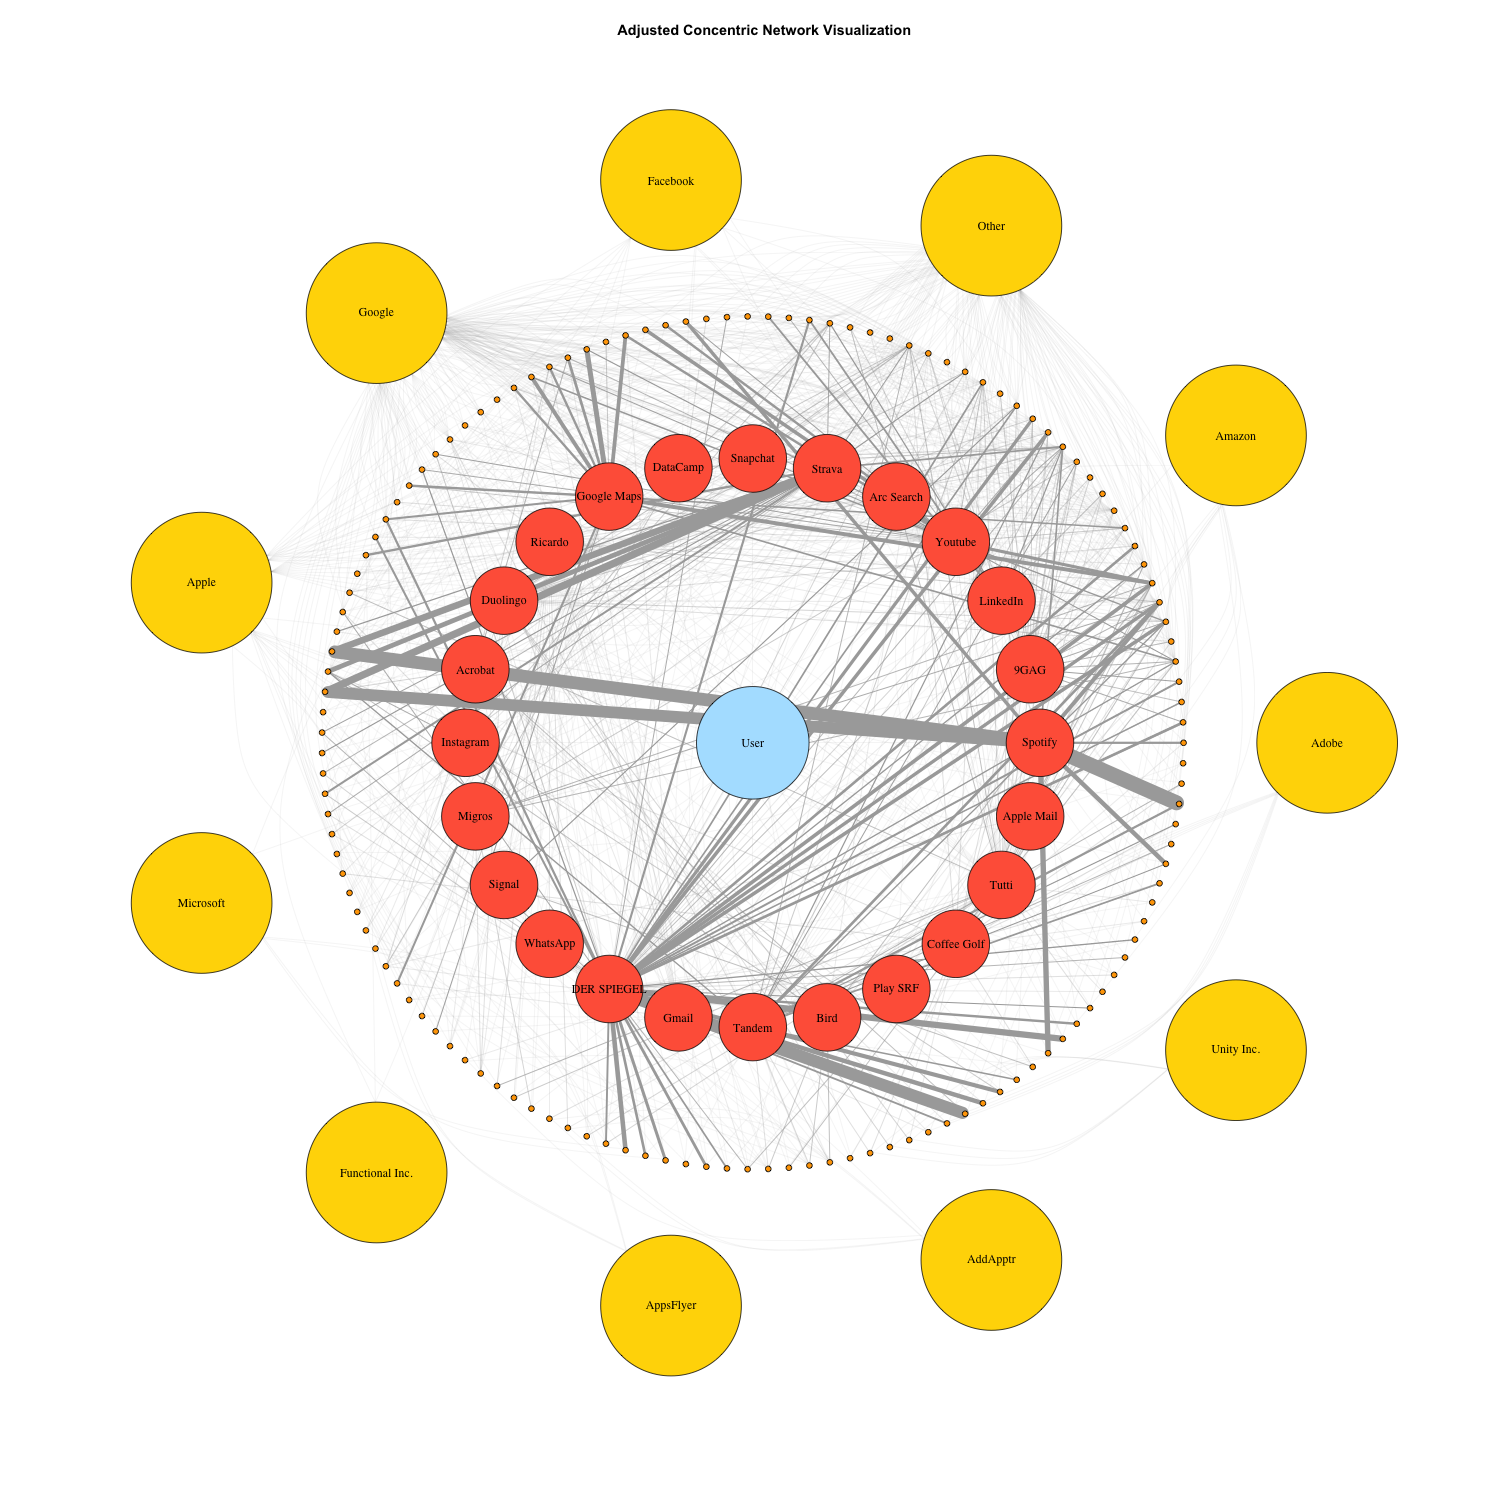 Adjusted Concentric Network Visualization
Facebook
Other
Google
Amazon
Snapchat
DataCamp
Strava
Google Maps
Arc Search
Ricardo
Youtube
Apple
Duolingo
LinkedIn
Acrobat
9GAG
Instagram
User
Spotify
Adobe
Migros
Apple Mail
Signal
Tutti
Microsoft
WhatsApp
Coffee Golf
DER SPIEGEL
Play SRF
Gmail
Bird
Tandem
Unity Inc.
Functional Inc.
AddApptr
AppsFlyer